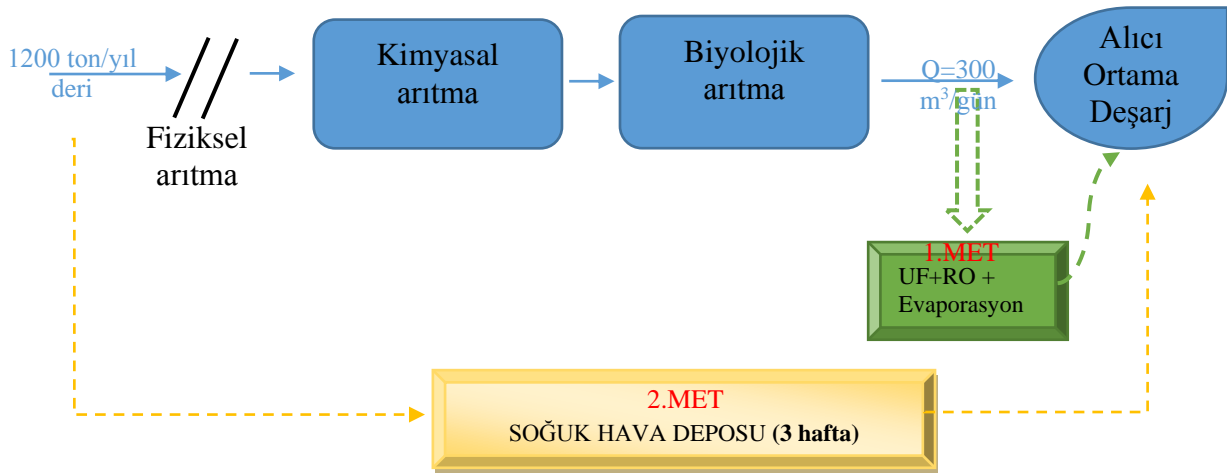 1200 ton/yıl
deri
Fiziksel
arıtma
Kimyasal
arıtma
Biyolojik
arıtma
Q=300
m³/gün
Alıcı
Ortama
Deşarj
1.MET
UF+RO +
Evaporasyon
2.MET
SOĞUK HAVA DEPOSU (3 hafta)